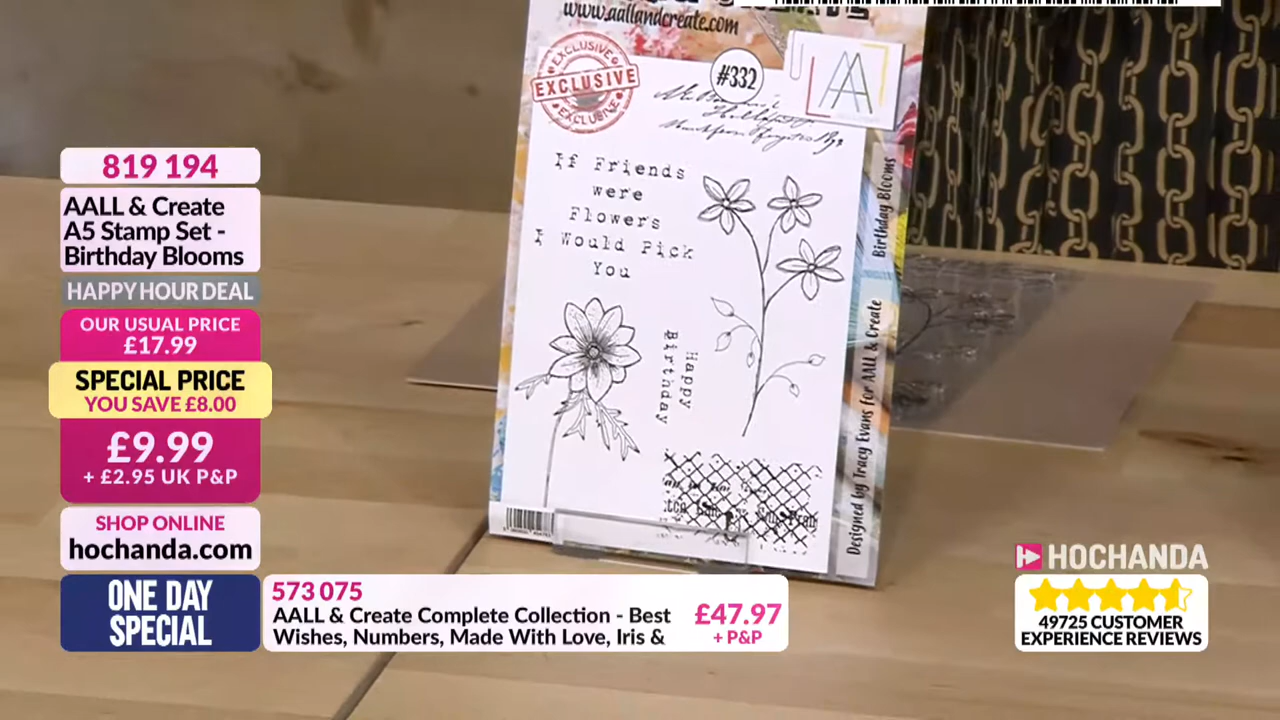 819 194
AALL & Create
A5 Stamp Set -
Birthday Blooms
HAPPY HOUR DEAL
OUR USUAL PRICE
£17.99
SPECIAL PRICE
YOU SAVE £8.00
£9.99
+ £2.95 UK P&P
SHOP ONLINE
hochanda.com
ONE DAY
SPECIAL
573 075
AALL & Create Complete Collection - Best
Wishes, Numbers, Made With Love, Iris &
£47.97
+ P&P
www.aallandcreate.com
EXCLUSIVE
EXCLUSIVE
EXCLUSIVE
#332
AA
If Friends
were
Flowers
I Would Pick
You
Happy
Birthday
Birthday Blooms
Designed by Tracy Evans for AALL & Create
HOCHANDA
49725 CUSTOMER
EXPERIENCE REVIEWS